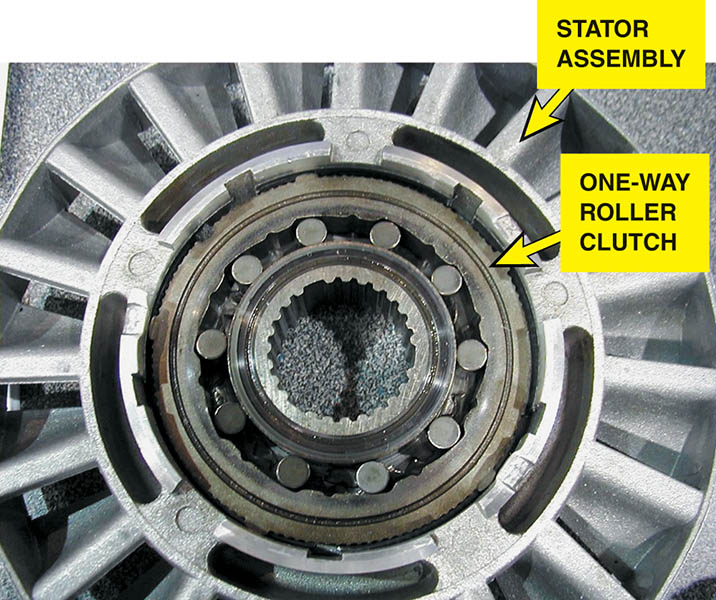 STATOR
ASSEMBLY
ONE-WAY
ROLLER
CLUTCH